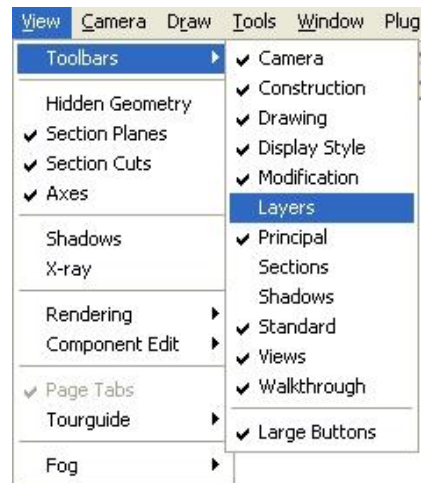 View Camera Draw Tools Window Plug
Toolbars
Hidden Geometry
Section Planes
Section Cuts
Axes
Shadows
X-ray
Rendering
Component Edit
Page Tabs
Tourguide
Fog
Camera
Construction
Drawing
Display Style
Modification
Layers
Principal
Sections
Shadows
Standard
Views
Walkthrough
Large Buttons